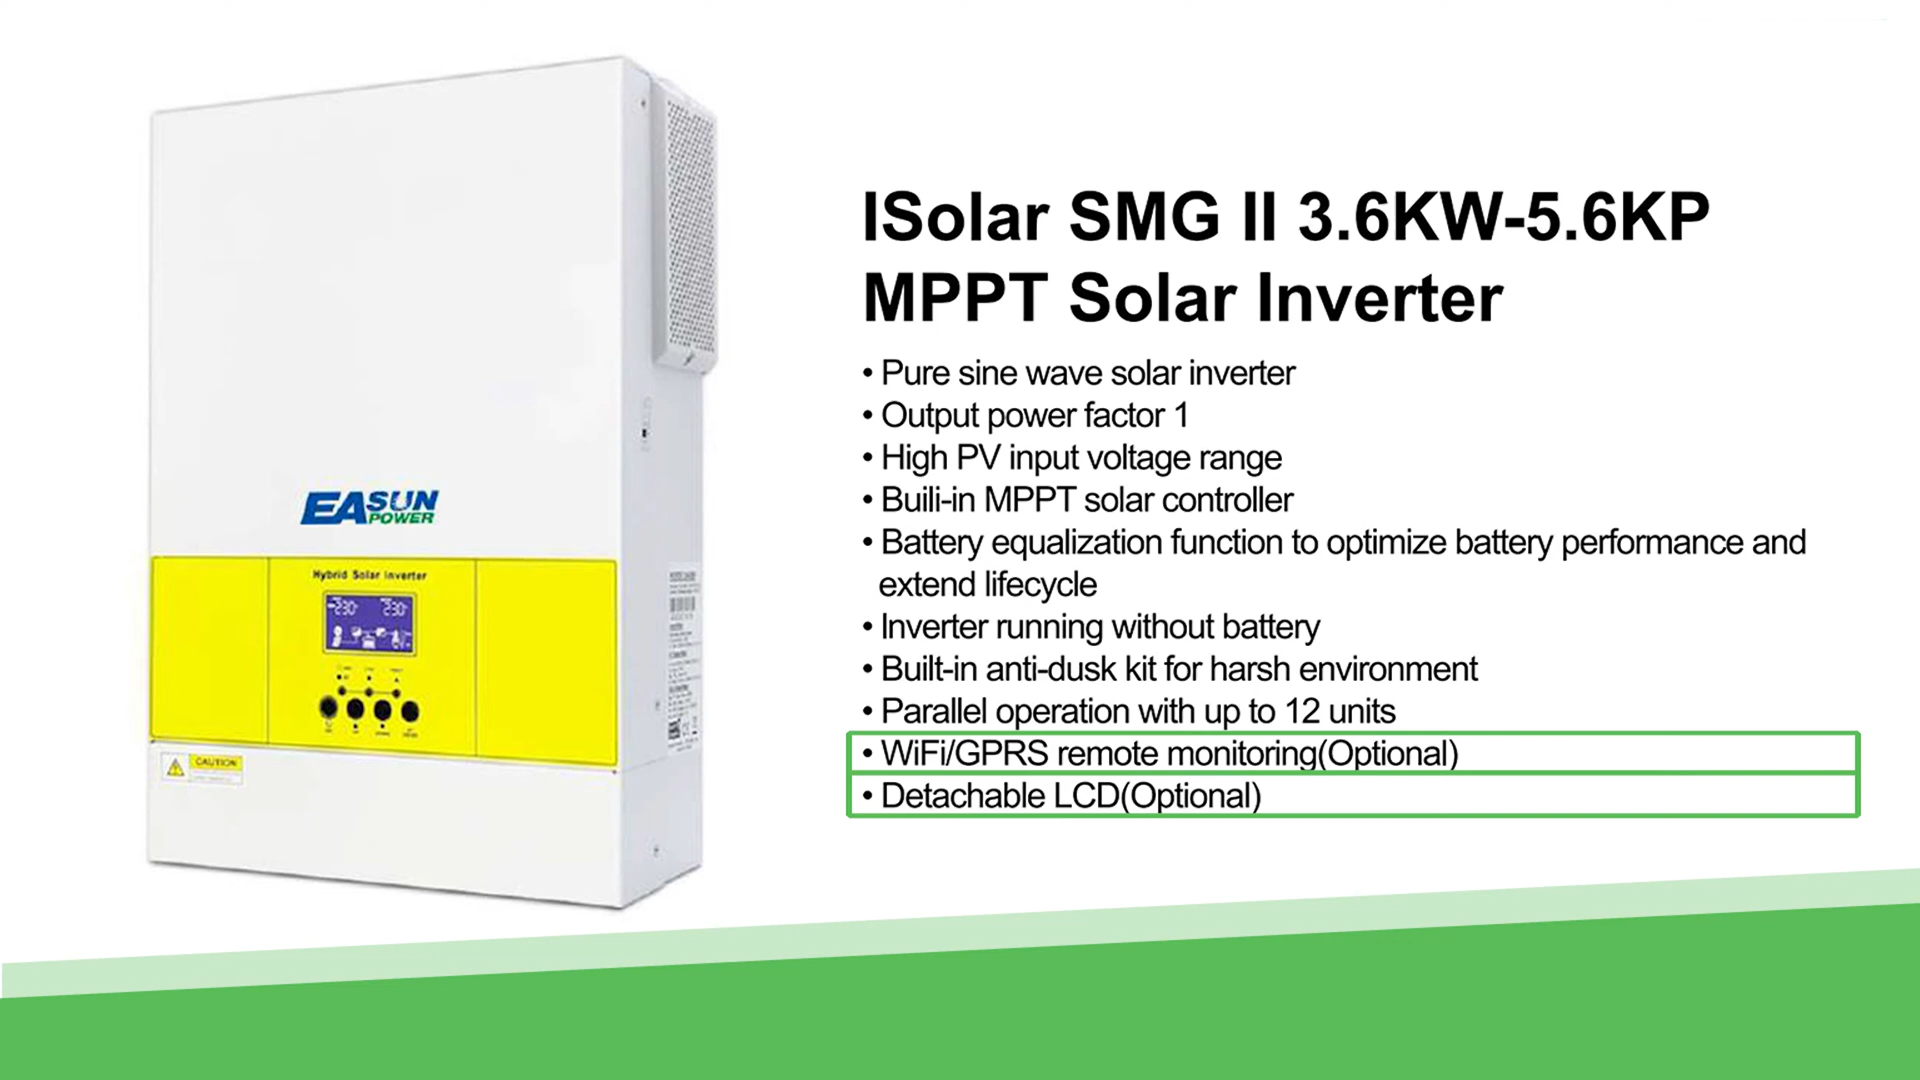 ISolar SMG II 3.6KW-5.6KP
MPPT Solar Inverter
• Pure sine wave solar inverter
• Output power factor 1
• High PV input voltage range
• Buili-in MPPT solar controller
• Battery equalization function to optimize battery performance and
extend lifecycle
• Inverter running without battery
• Built-in anti-dusk kit for harsh environment
• Parallel operation with up to 12 units
• WiFi/GPRS remote monitoring(Optional)
• Detachable LCD(Optional)
EASUN
POWER
Hybrid Solar Inverter
230 230
CAUTION